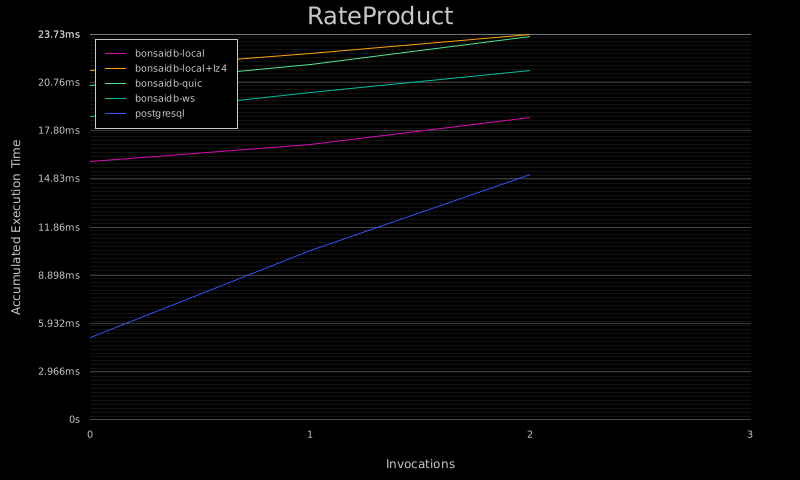 RateProduct
23.73ms
20.76ms
17.80ms
14.83ms
11.86ms
8.898ms
5.932ms
2.966ms
0s
Accumulated Execution Time
bonsaidb-local
bonsaidb-local+lz4
bonsaidb-quic
bonsaidb-ws
postgresql
0 1 2 3
Invocations